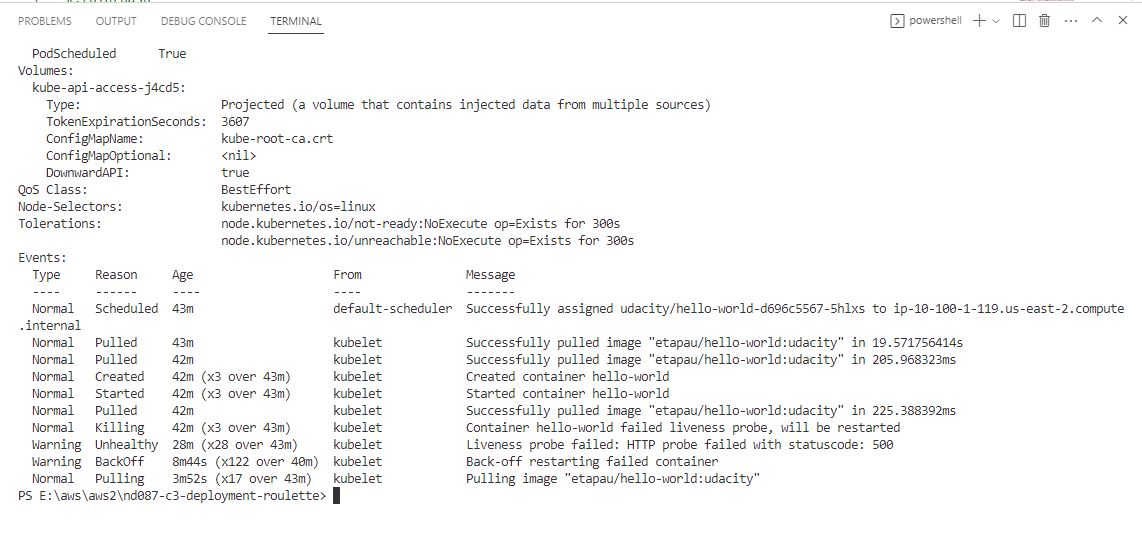 PROBLEMS OUTPUT DEBUG CONSOLE TERMINAL powershell
PodScheduled True
Volumes:
kube-api-access-j4cd5:
Type: Projected (a volume that contains injected data from multiple sources)
TokenExpirationSeconds: 3607
ConfigMapName: kube-root-ca.crt
ConfigMapOptional: <nil>
DownwardAPI: true
QoS Class: BestEffort
Node-Selectors: kubernetes.io/os=linux
Tolerations: node.kubernetes.io/not-ready:NoExecute op=Exists for 300s
node.kubernetes.io/unreachable:NoExecute op=Exists for 300s
Events:
Type Reason Age From Message
---- ------ ---- ---- -------
Normal Scheduled 43m default-scheduler Successfully assigned udacity/hello-world-d696c5567-5hlxs to ip-10-100-1-119.us-east-2.compute
.internal
Normal Pulled 43m kubelet Successfully pulled image "etapau/hello-world:udacity" in 19.571756414s
Normal Pulled 42m kubelet Successfully pulled image "etapau/hello-world:udacity" in 205.968323ms
Normal Created 42m (x3 over 43m) kubelet Created container hello-world
Normal Started 42m (x3 over 43m) kubelet Started container hello-world
Normal Pulled 42m kubelet Successfully pulled image "etapau/hello-world:udacity" in 225.388392ms
Normal Killing 42m (x3 over 43m) kubelet Container hello-world failed liveness probe, will be restarted
Warning Unhealthy 28m (x28 over 43m) kubelet Liveness probe failed: HTTP probe failed with statuscode: 500
Warning BackOff 8m44s (x122 over 40m) kubelet Back-off restarting failed container
Normal Pulling 3m52s (x17 over 43m) kubelet Pulling image "etapau/hello-world:udacity"
PS E:\aws\aws2\nd087-c3-deployment-roulette>